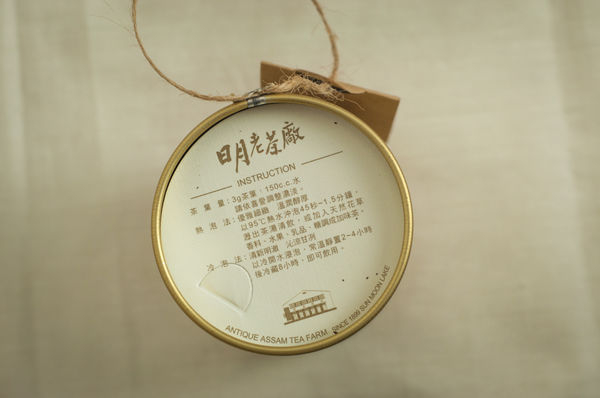 日月老茶廠
INSTRUCTION
茶葉量：3g茶葉：150c.c.水
請依喜愛調整濃淡。
熱泡法：優雅細緻 溫潤醇厚
以95℃熱水沖泡45秒~1.5分鐘，
瀝出茶湯清飲，或加入天然花草
香料、水果、乳品，輪調成加味茶。
冷泡法：清新明澈 沁涼甘冽
以冷開水浸泡，常溫靜置2~4小時
後冷藏8小時，即可飲用。
ANTIQUE ASSAM TEA FARM SINCE 1899 SUN MOON LAKE